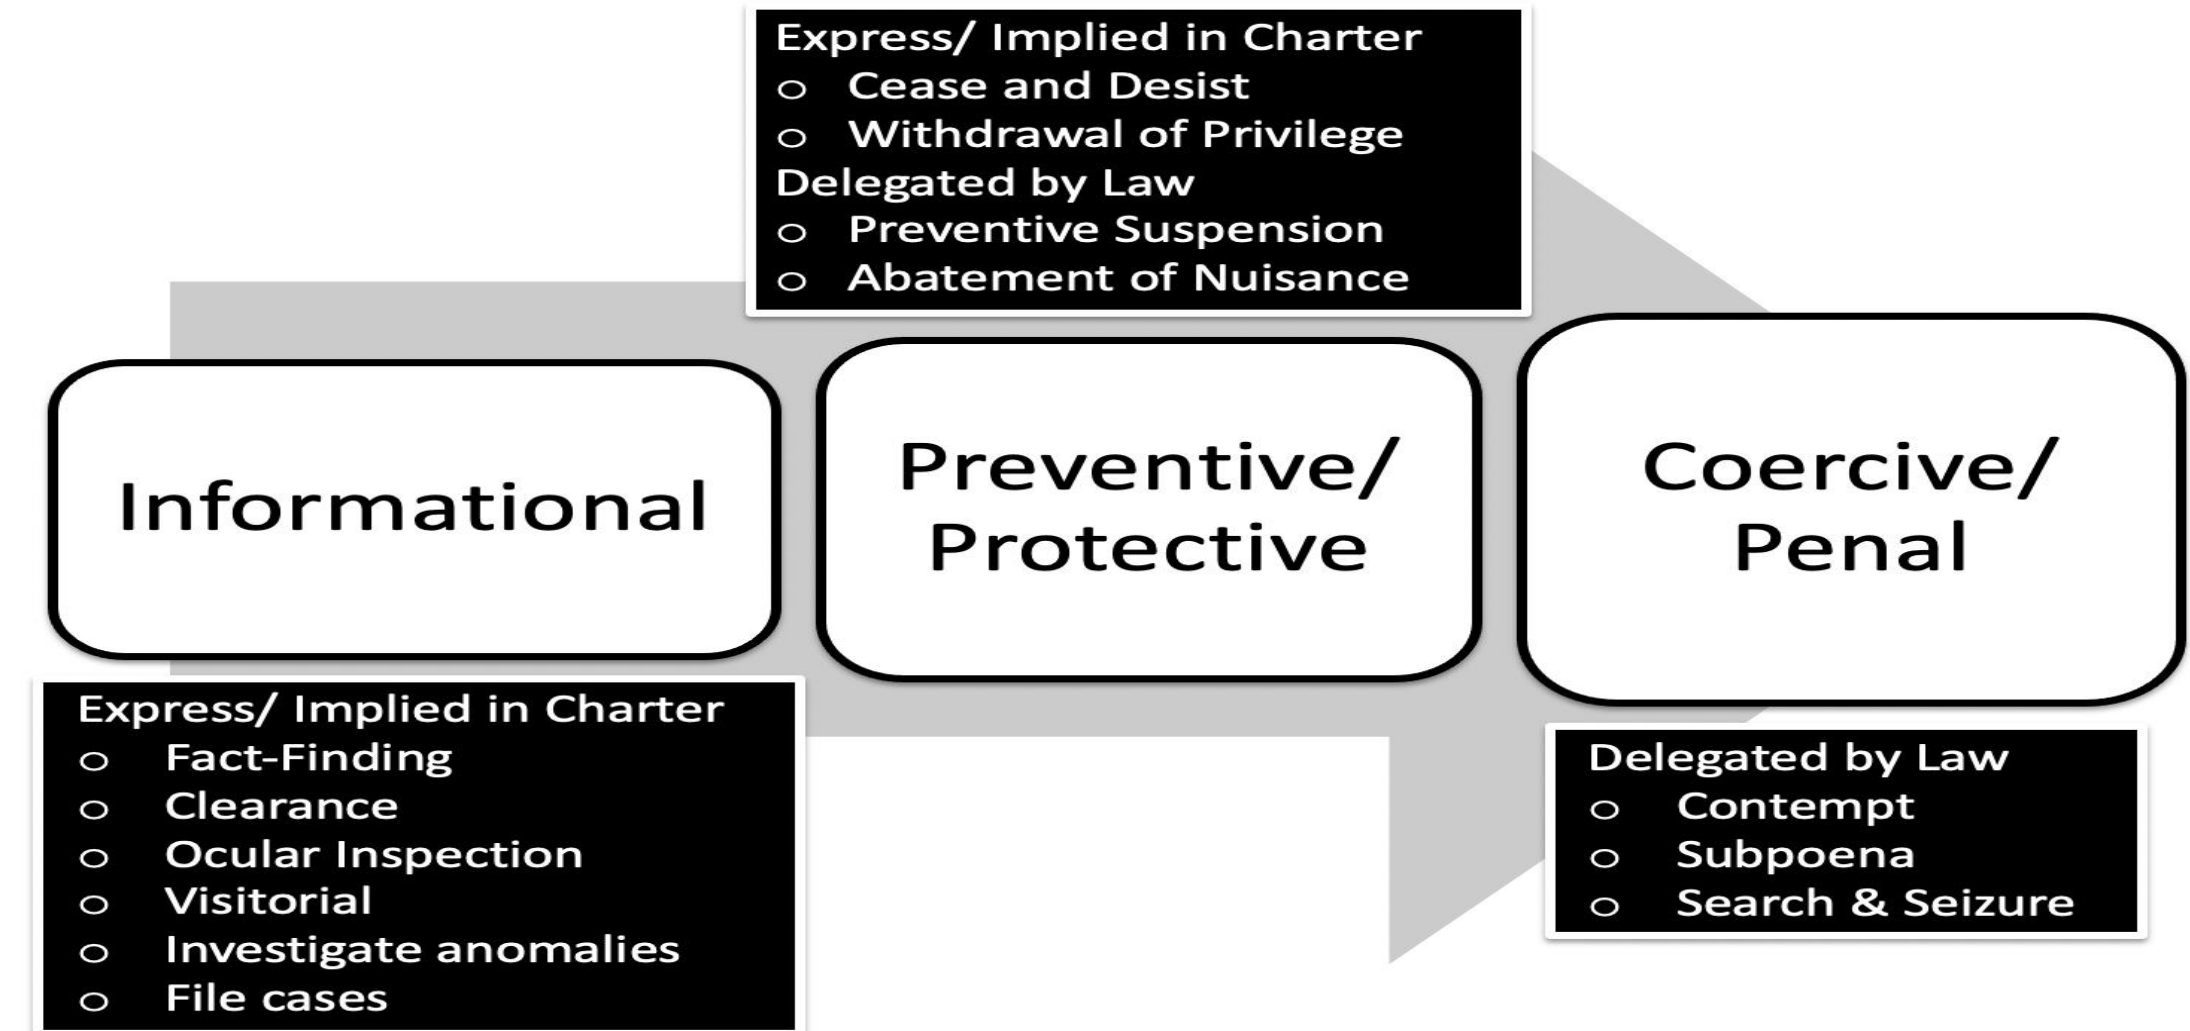 Express/ Implied in Charter
o Cease and Desist
o Withdrawal of Privilege
Delegated by Law
o Preventive Suspension
o Abatement of Nuisance
Informational
Preventive/
Protective
Coercive/
Penal
Express/ Implied in Charter
o Fact-Finding
o Clearance
o Ocular Inspection
o Visitorial
o Investigate anomalies
o File cases
Delegated by Law
o Contempt
o Subpoena
o Search & Seizure